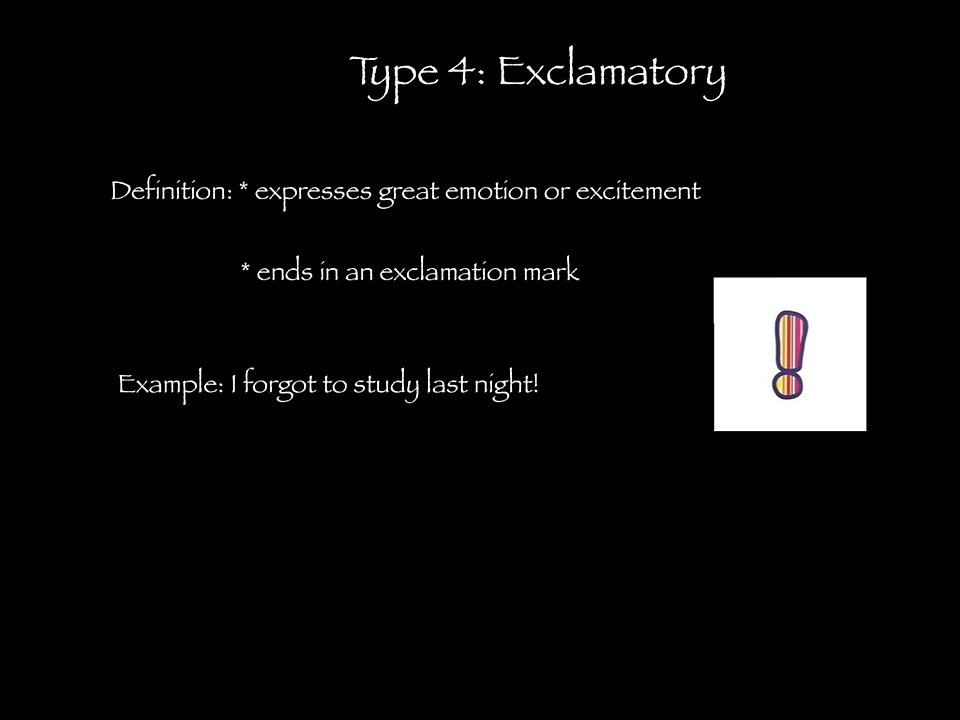 Type 4: Exclamatory
Definition: * expresses great emotion or excitement
* ends in an exclamation mark
Example: I forgot to study last night!
!